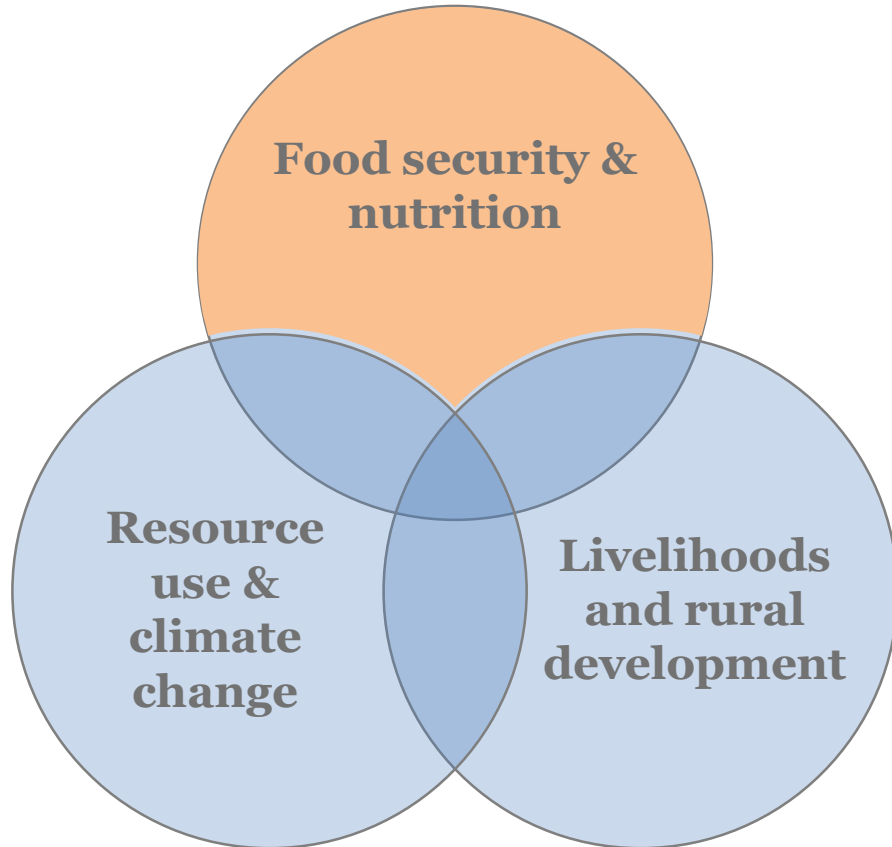 Food security &
nutrition
Resource
use &
climate
change
Livelihoods
and rural
development